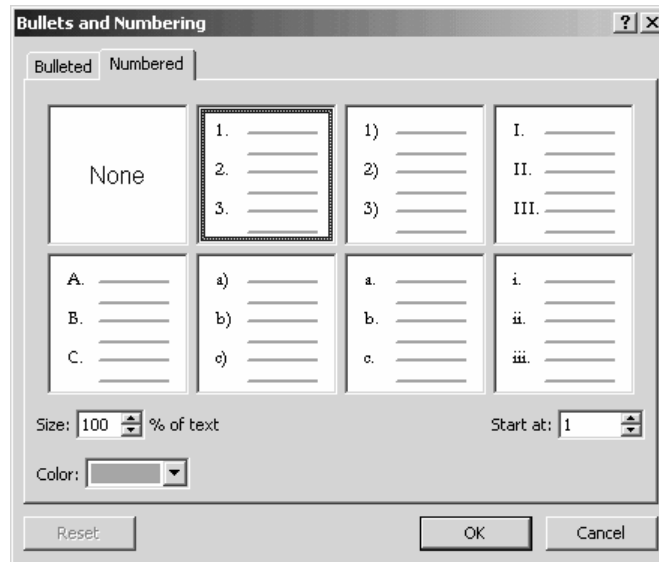 Bullets and Numbering
Bulleted Numbered
None
1.
2.
3.
1)
2)
3)
I.
II.
III.
A.
B.
C.
a)
b)
c)
a.
b.
c.
i.
ii.
iii.
Size: 100 % of text
Start at: 1
Color:
Reset OK Cancel